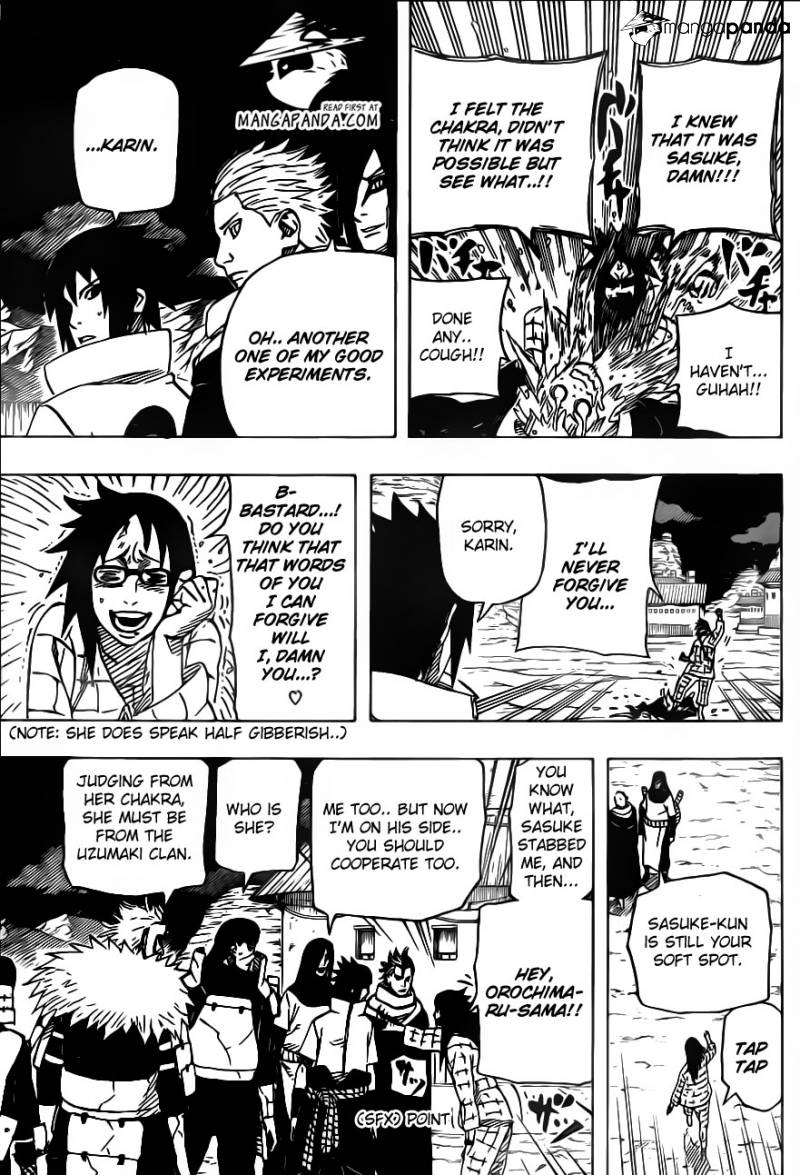 mangapanda
I KNEW
THAT IT WAS
SASUKE,
DAMN!!!
I FELT THE
CHAKRA, DIDN'T
THINK IT WAS
POSSIBLE BUT
SEE WHAT..!!
I
HAVEN'T...
GUHAH!!
DONE
ANY..
COUGH!!
READ FIRST AT
MANGAPANDA.COM
...KARIN.
OH.. ANOTHER
ONE OF MY GOOD
EXPERIMENTS.
I'LL
NEVER
FORGIVE
YOU...
SORRY,
KARIN.
B-
BASTARD...!
DO YOU
THINK THAT
THAT WORDS
OF YOU
I CAN
FORGIVE
WILL
I, DAMN
YOU...?
♡
(NOTE: SHE DOES SPEAK HALF GIBBERISH..)
SASUKE-KUN
IS STILL YOUR
SOFT SPOT.
TAP
TAP
YOU
KNOW
WHAT,
SASUKE
STABBED
ME, AND
THEN...
HEY,
OROCHIMA-
RU-SAMA!!
ME TOO.. BUT NOW
I'M ON HIS SIDE..
YOU SHOULD
COOPERATE TOO.
WHO IS
SHE?
JUDGING FROM
HER CHAKRA,
SHE MUST BE
FROM THE
UZUMAKI CLAN.
(SFX) POINT